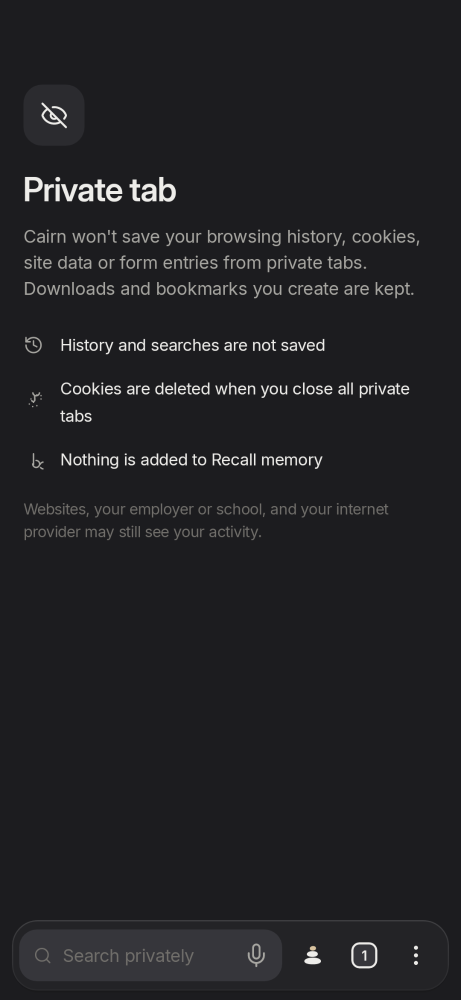 Private tab
Cairn won't save your browsing history, cookies,
site data or form entries from private tabs.
Downloads and bookmarks you create are kept.
History and searches are not saved
Cookies are deleted when you close all private
tabs
Nothing is added to Recall memory
Websites, your employer or school, and your internet
provider may still see your activity.
Search privately
1